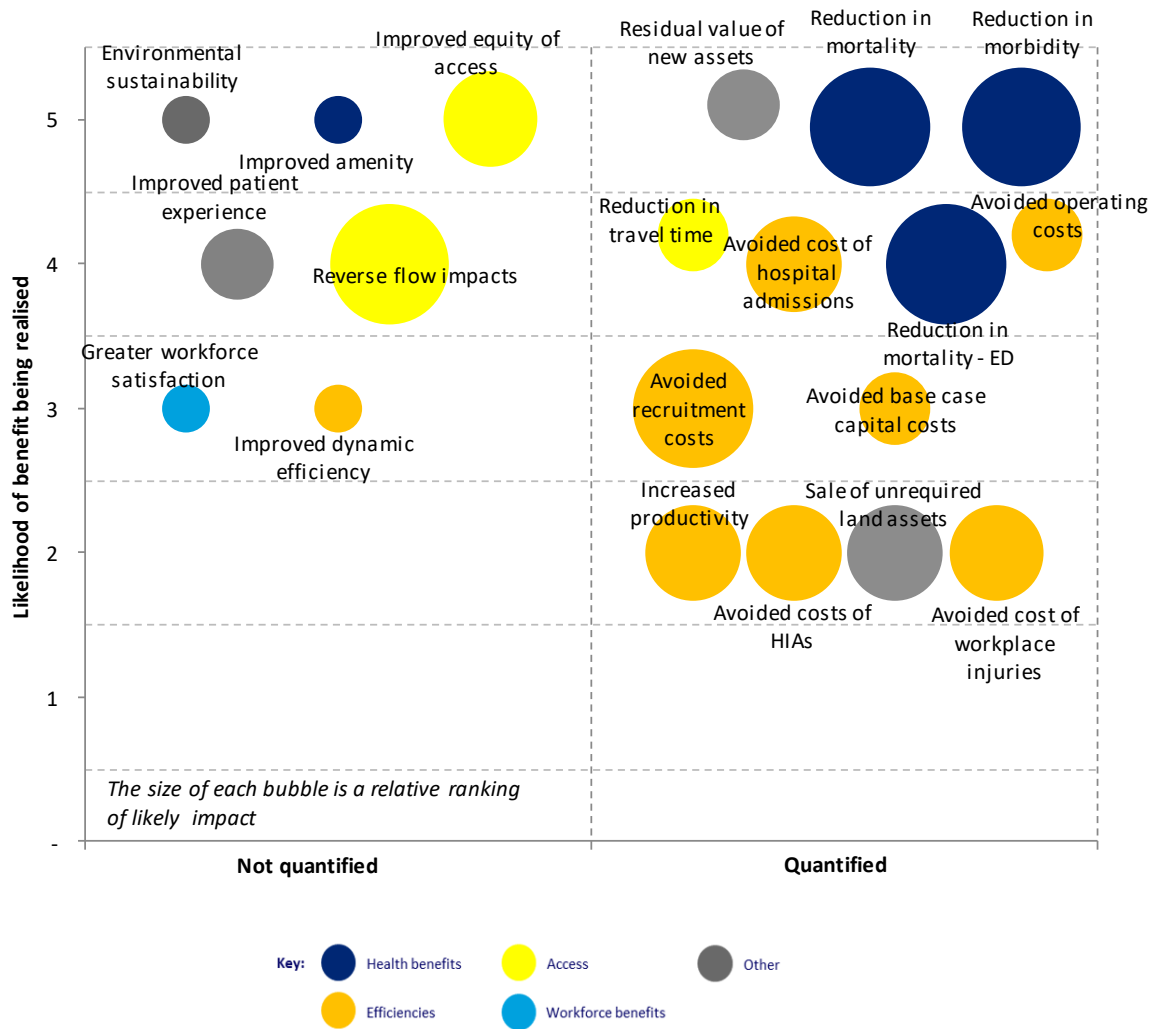 Improved equity of
access
Residual value of
new assets
Reduction in
mortality
Reduction in
morbidity
Environmental
sustainability
Improved amenity
5
Improved patient
experience
Reverse flow impacts
Reduction in
travel time
Avoided cost of
hospital
admissions
Avoided operating
costs
Reduction in
mortality - ED
4
Greater workforce
satisfaction
Improved dynamic
efficiency
Avoided
recruitment
costs
Avoided base case
capital costs
3
Increased
productivity
Sale of unrequired
land assets
Avoided costs of
HIAs
Avoided cost of
workplace
injuries
2
1
-
Likelihood of benefit being realised
The size of each bubble is a relative ranking
of likely impact
Not quantified
Quantified
Key:
Health benefits
Access
Other
Efficiencies
Workforce benefits